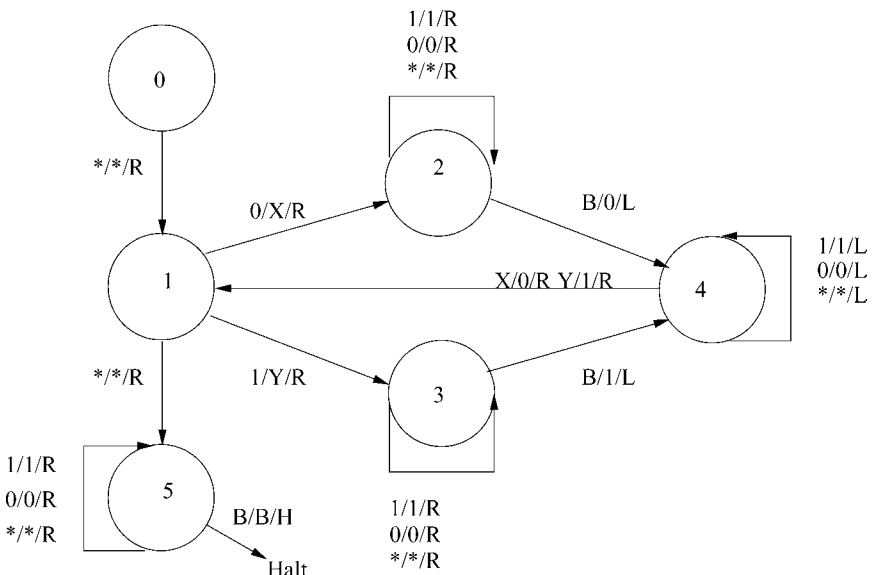 1/1/R
0/0/R
*/*/R
0
2
*/*/R
0/X/R
B/0/L
1
X/0/R Y/1/R
4
1/1/L
0/0/L
*/*/L
*/*/R
1/Y/R
3
B/1/L
1/1/R
0/0/R
*/*/R
5
B/B/H
Halt
1/1/R
0/0/R
*/*/R